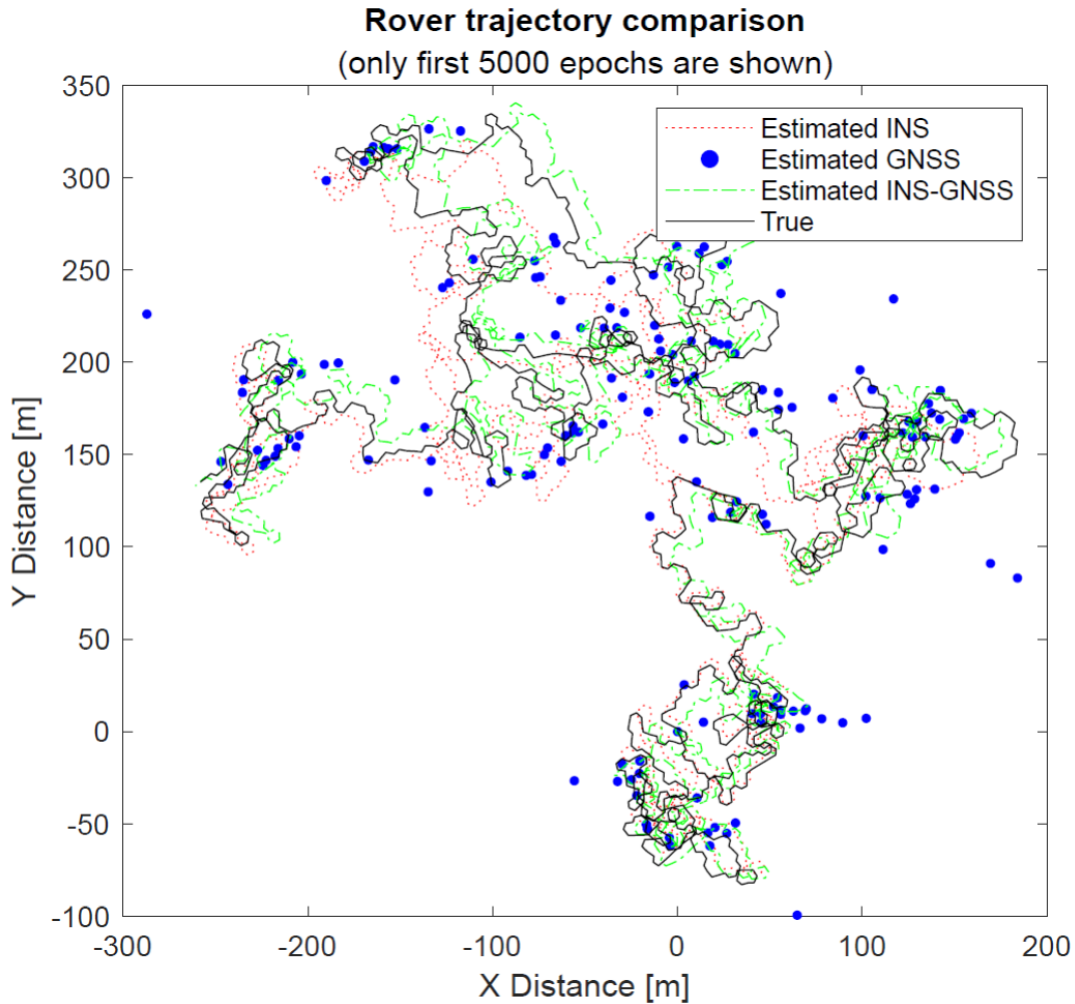 Rover trajectory comparison
(only first 5000 epochs are shown)
350
300
250
200
150
100
50
0
-50
-100
Y Distance [m]
Estimated INS
Estimated GNSS
Estimated INS-GNSS
True
-300
-200
-100
0
100
200
X Distance [m]